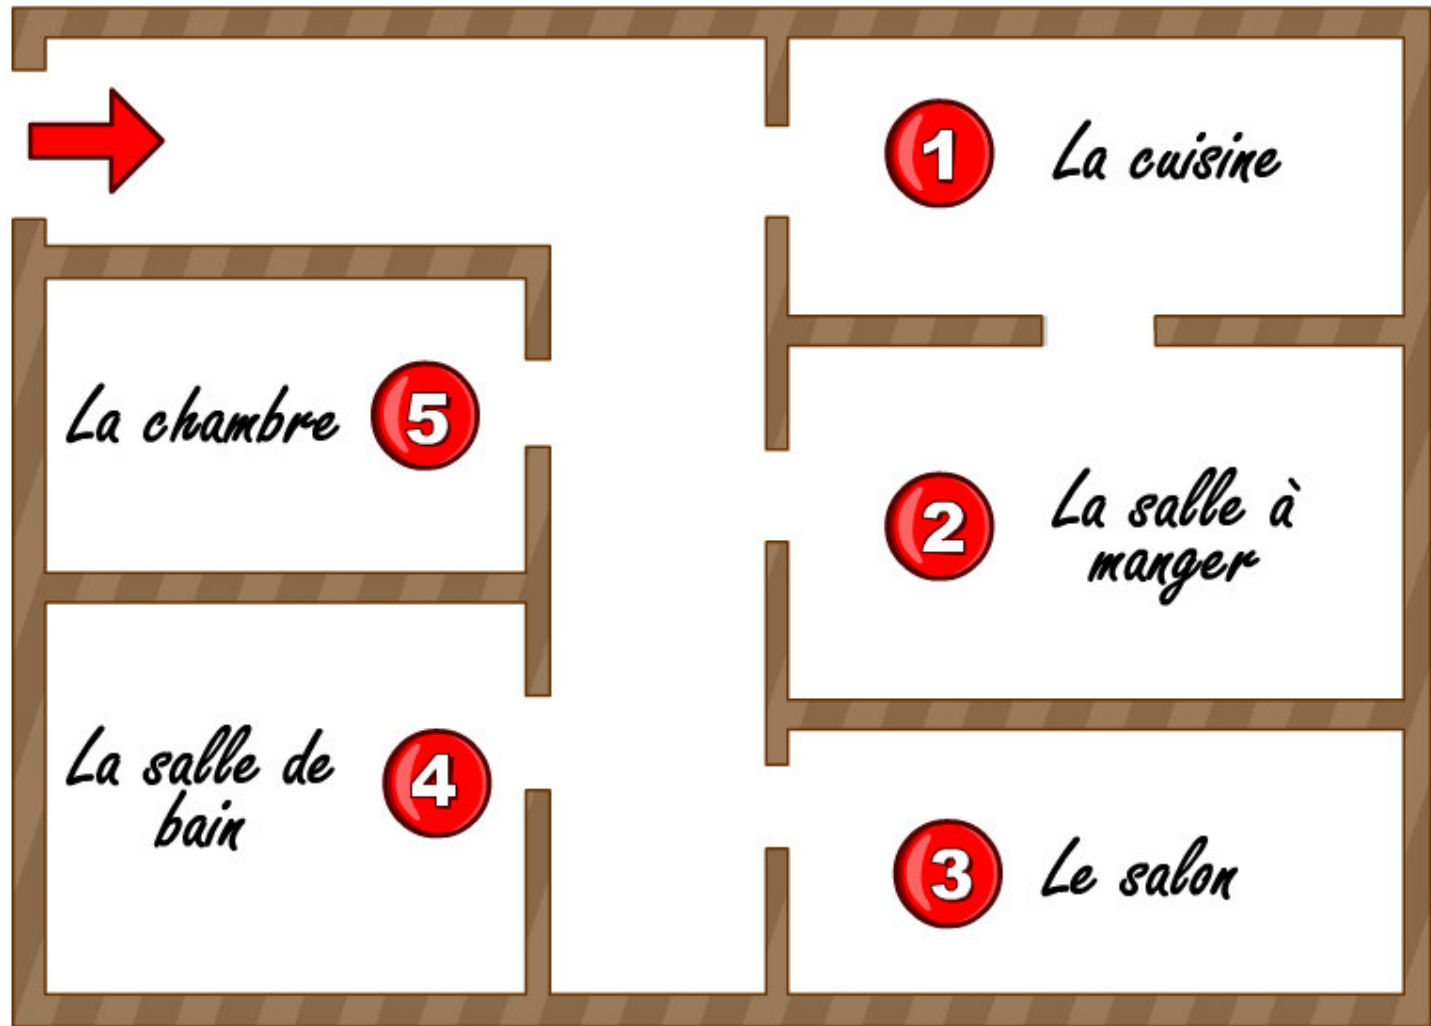 1 La cuisine
La chambre 5
2 La salle à
manger
La salle de
bain
4
3 Le salon